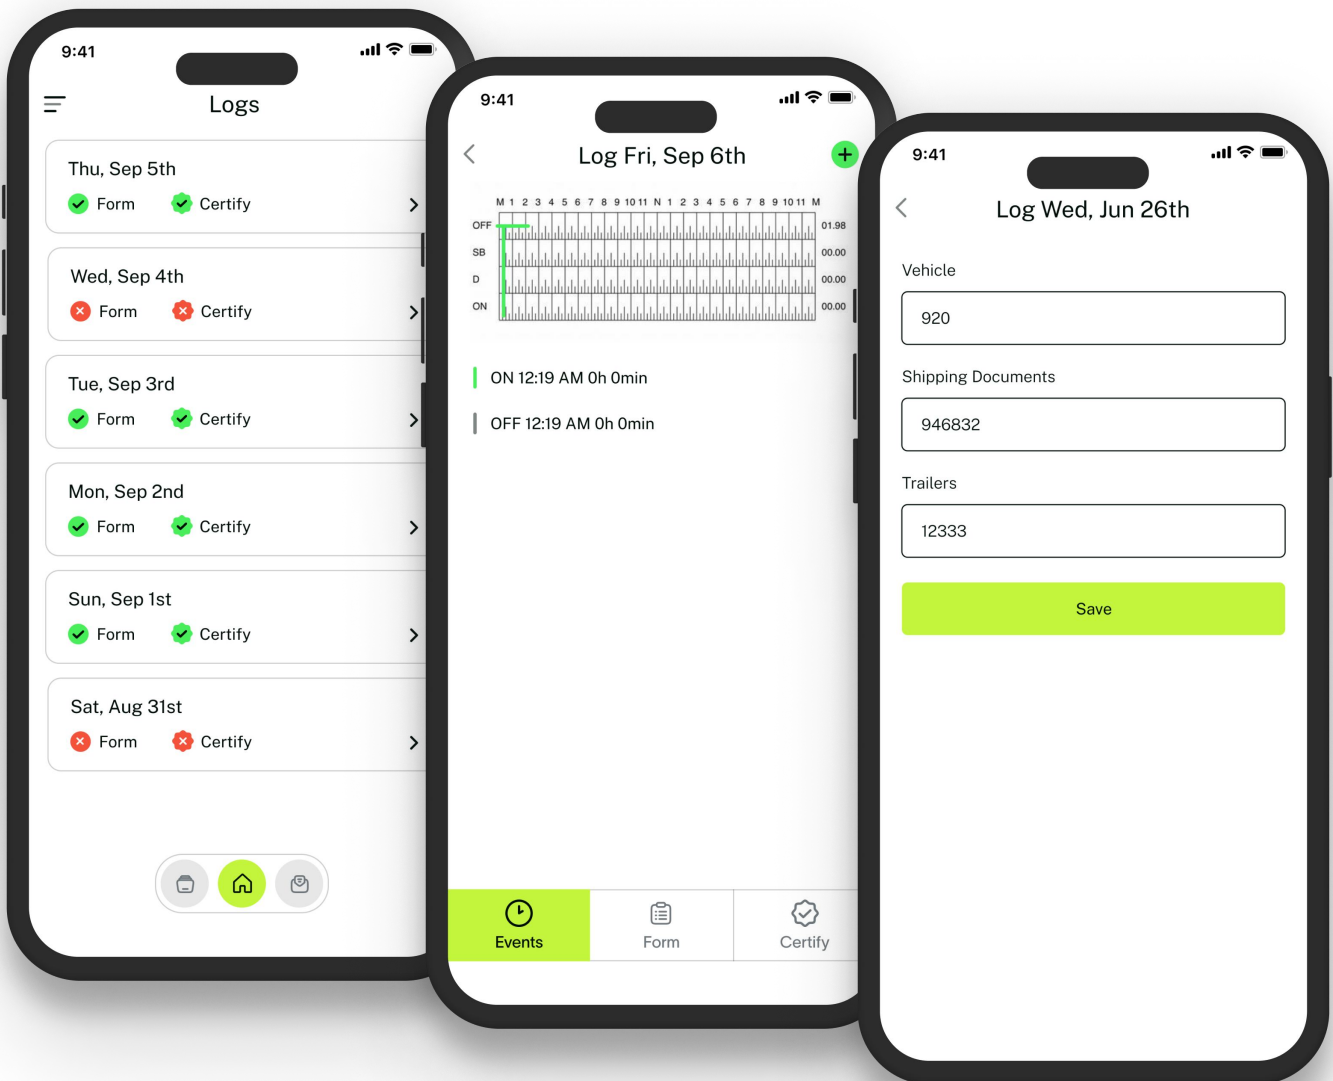 9:41
Logs
Thu, Sep 5th
Form Certify
Wed, Sep 4th
Form Certify
Tue, Sep 3rd
Form Certify
Mon, Sep 2nd
Form Certify
Sun, Sep 1st
Form Certify
Sat, Aug 31st
Form Certify
9:41
Log Fri, Sep 6th
M 1 2 3 4 5 6 7 8 9 10 11 N 1 2 3 4 5 6 7 8 9 10 11 M
OFF 01.98
SB 00.00
D 00.00
ON 00.00
ON 12:19 AM 0h 0min
OFF 12:19 AM 0h 0min
Events Form Certify
9:41
Log Wed, Jun 26th
Vehicle
920
Shipping Documents
946832
Trailers
12333
Save